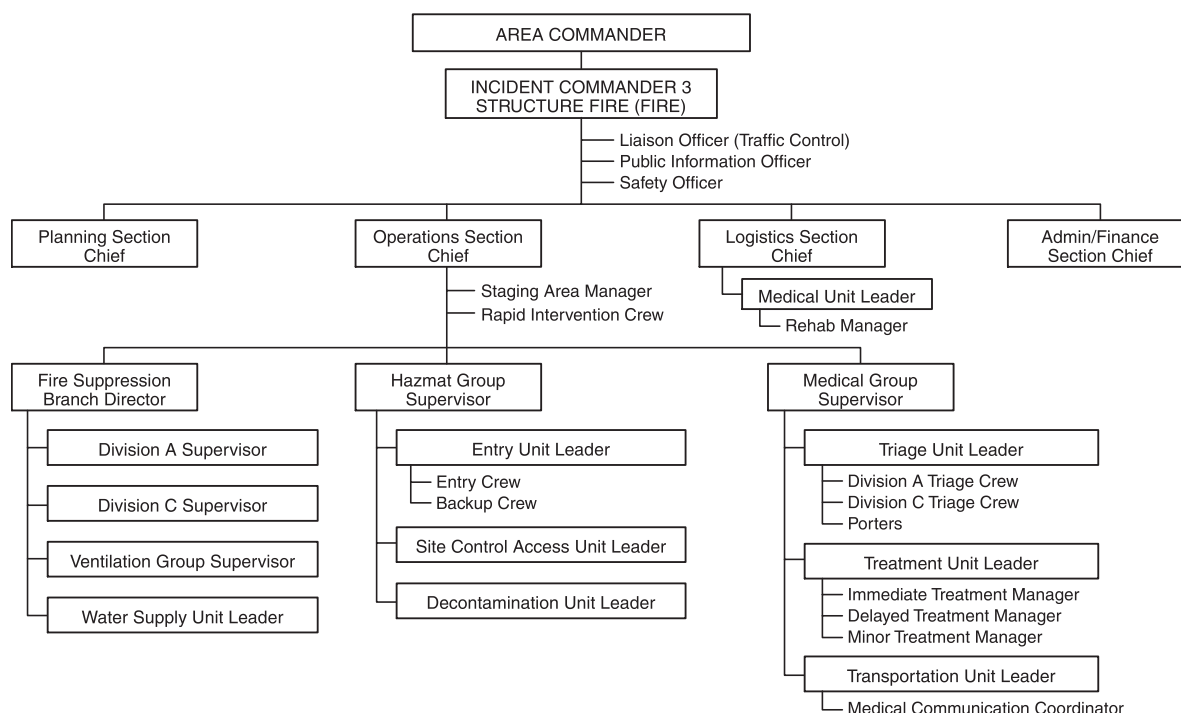 AREA COMMANDER
INCIDENT COMMANDER 3
STRUCTURE FIRE (FIRE)
Liaison Officer (Traffic Control)
Public Information Officer
Safety Officer
Planning Section
Chief
Operations Section
Chief
Logistics Section
Chief
Admin/Finance
Section Chief
Staging Area Manager
Rapid Intervention Crew
Medical Unit Leader
Rehab Manager
Fire Suppression
Branch Director
Division A Supervisor
Division C Supervisor
Ventilation Group Supervisor
Water Supply Unit Leader
Hazmat Group
Supervisor
Entry Unit Leader
Entry Crew
Backup Crew
Site Control Access Unit Leader
Decontamination Unit Leader
Medical Group
Supervisor
Triage Unit Leader
Division A Triage Crew
Division C Triage Crew
Porters
Treatment Unit Leader
Immediate Treatment Manager
Delayed Treatment Manager
Minor Treatment Manager
Transportation Unit Leader
Medical Communication Coordinator